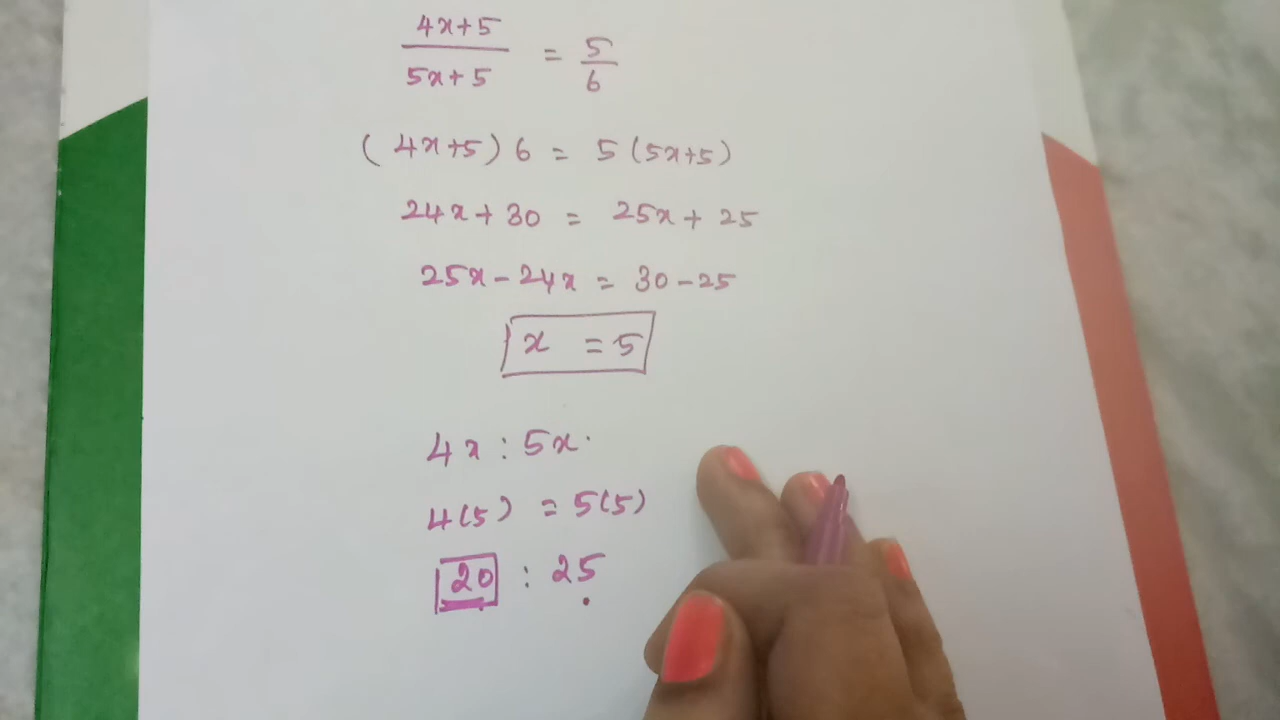 4x+5 / 5x+5 = 5/6
(4x+5)6 = 5(5x+5)
24x+30 = 25x+25
25x-24x = 30-25
x = 5
4x : 5x.
4(5) = 5(5)
20 : 25